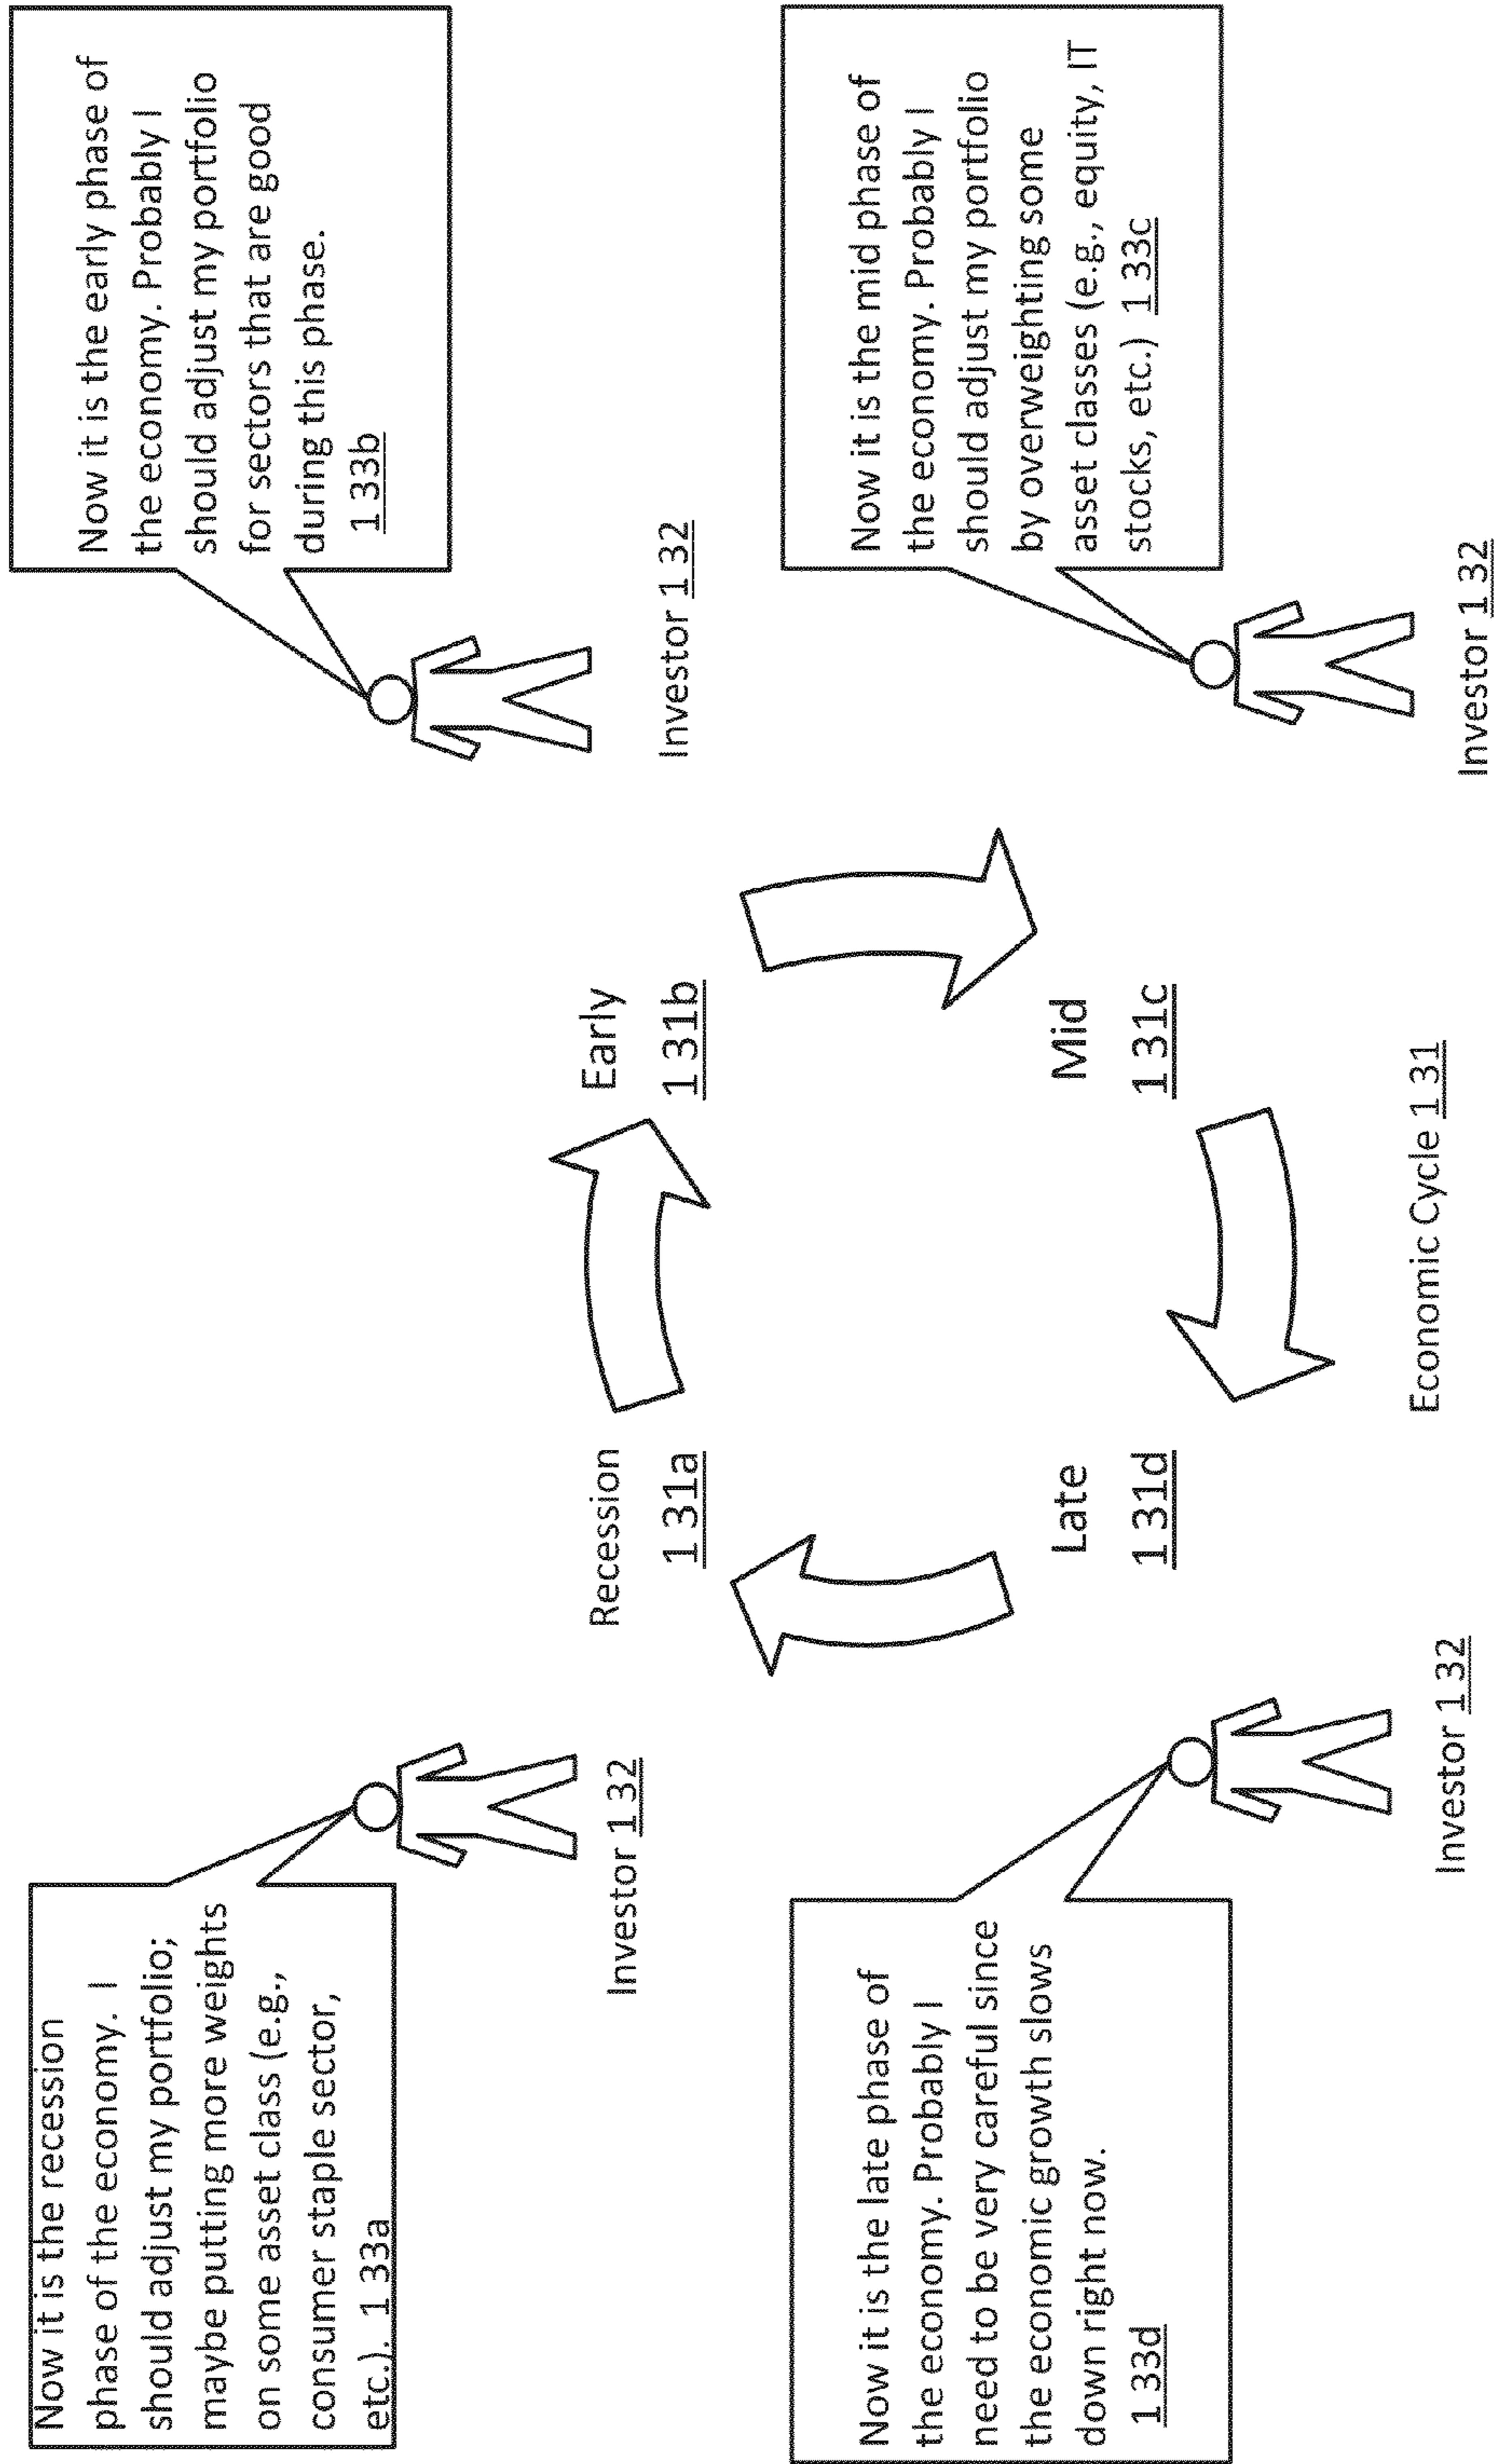 Now it is the recession
phase of the economy. I
should adjust my portfolio;
maybe putting more weights
on some asset class (e.g.,
consumer staple sector,
etc.). 133a
Investor 132
Now it is the early phase of
the economy. Probably I
should adjust my portfolio
for sectors that are good
during this phase.
133b
Investor 132
Recession
131a
Early
131b
Late
131d
Mid
131c
Now it is the late phase of
the economy. Probably I
need to be very careful since
the economic growth slows
down right now.
133d
Investor 132
Now it is the mid phase of
the economy. Probably I
should adjust my portfolio
by overweighting some
asset classes (e.g., equity, IT
stocks, etc.) 133c
Investor 132
Economic Cycle 131